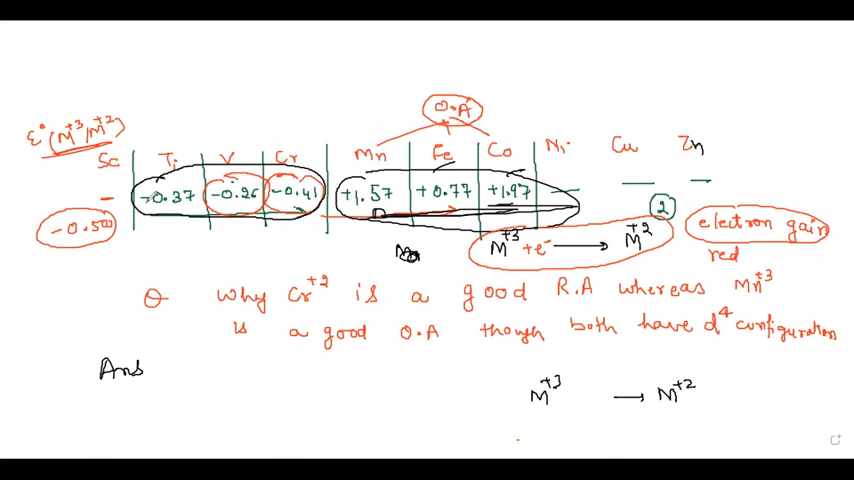 O.A
Ɛ° (M+3/M+2)
Sc Ti V Cr Mn Fe Co Ni Cu Zn
– -0.37 -0.26 -0.41 +1.57 +0.77 +1.97 — — —
-0.500
2
M+3 +e- → M+2
electron gain
red
Q why Cr+2 is a good R.A whereas Mn+3
is a good O.A though both have d4 configuration
Ans
M+3 → M+2